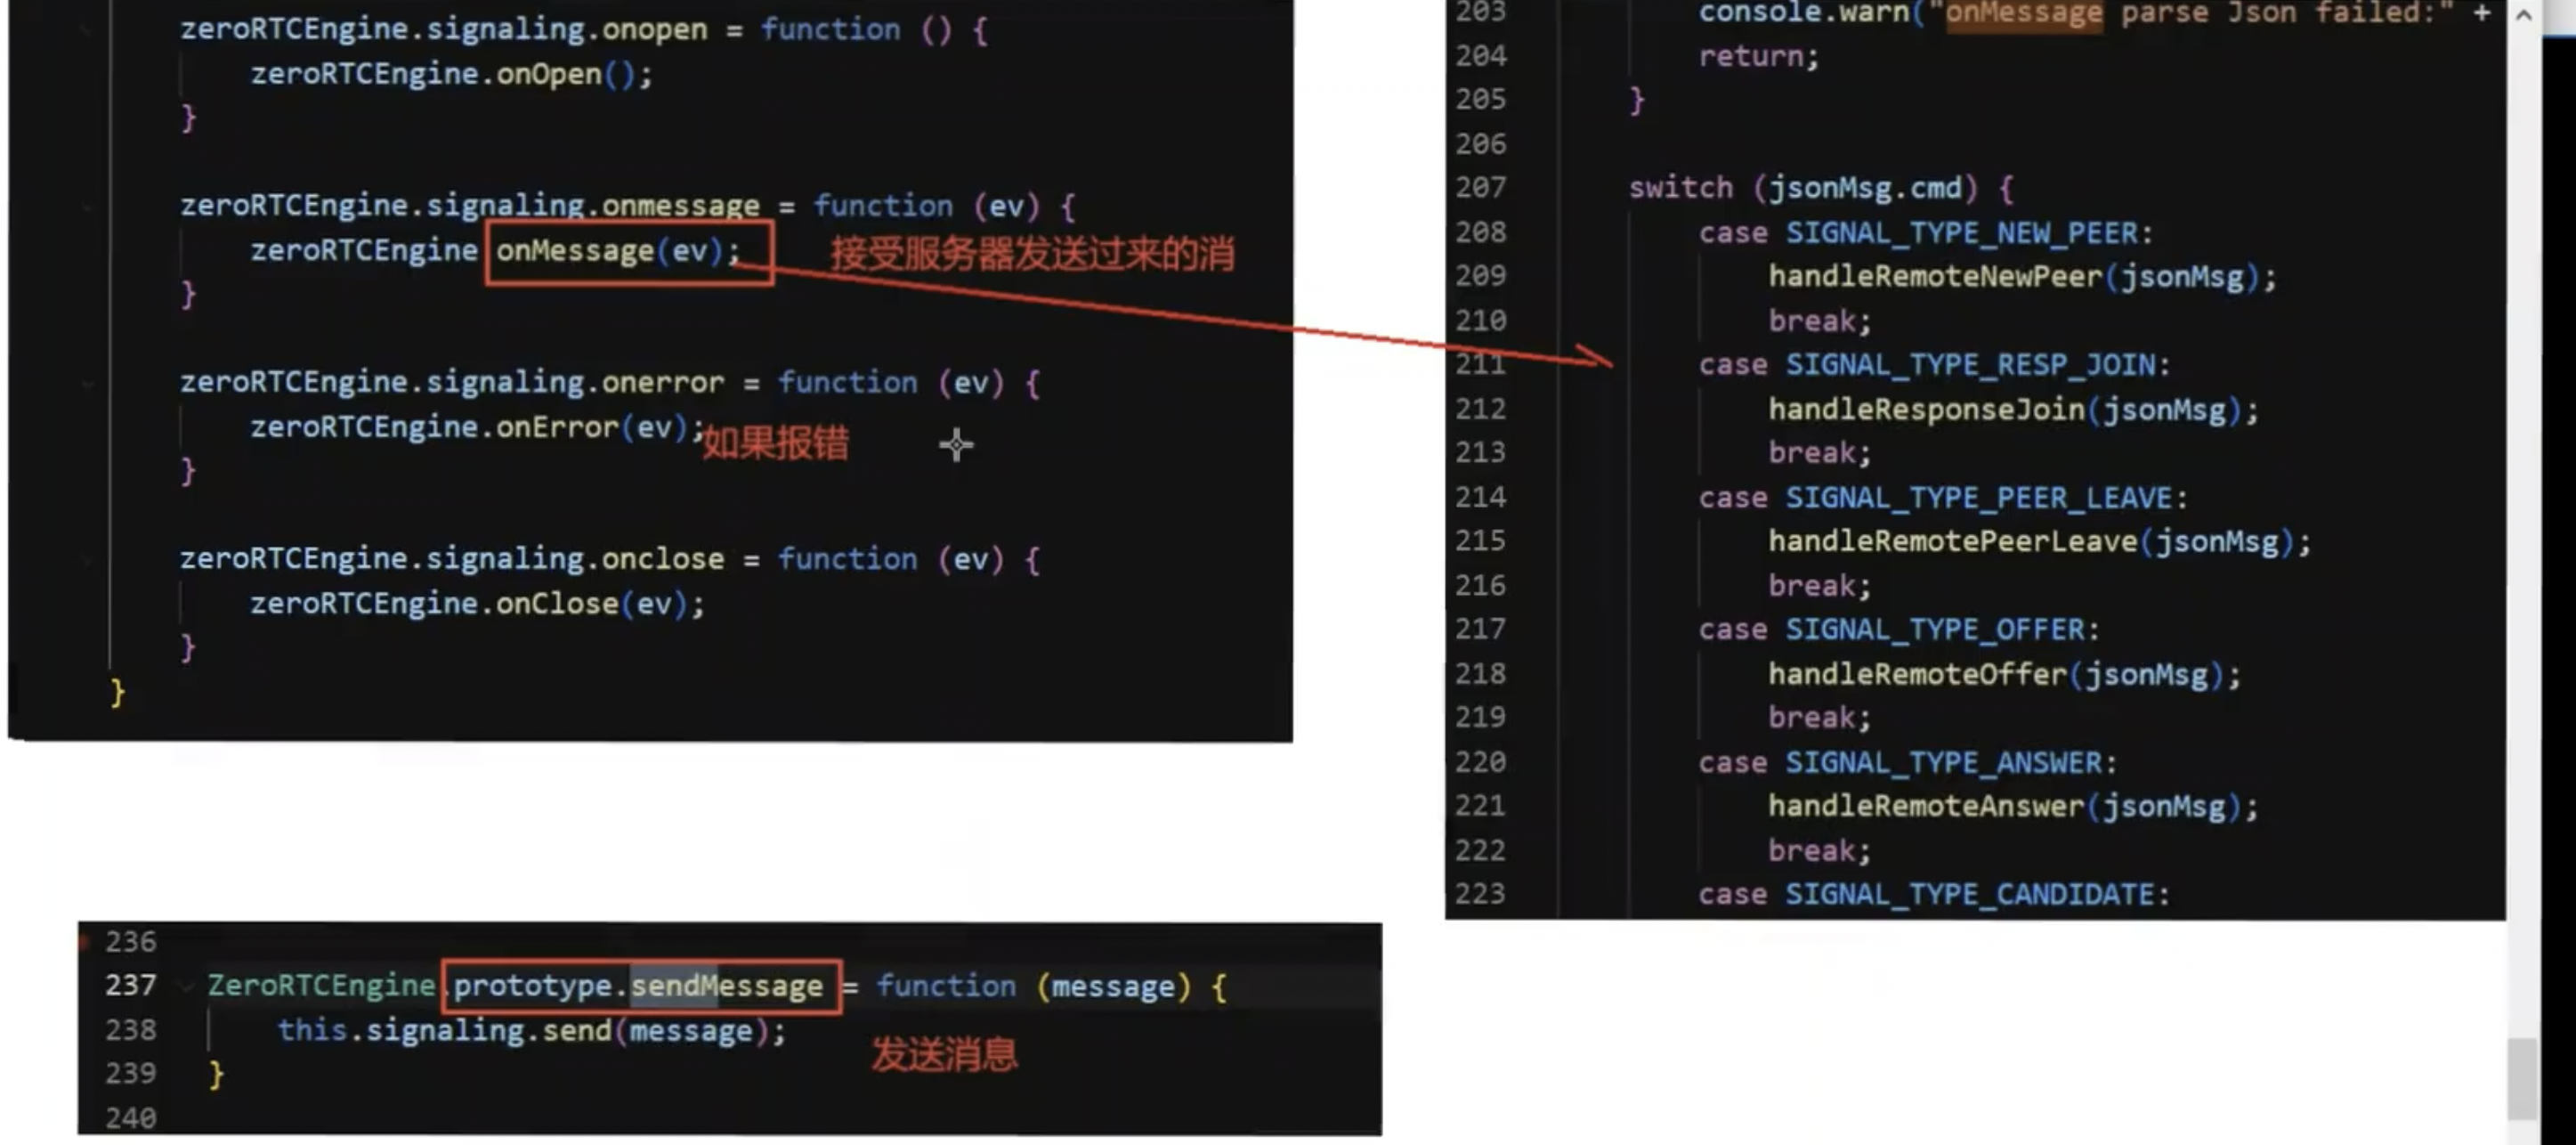 zeroRTCEngine.signaling.onopen = function () {
zeroRTCEngine.onOpen();
}
zeroRTCEngine.signaling.onmessage = function (ev) {
zeroRTCEngine onMessage(ev);
接受服务器发送过来的消
}
zeroRTCEngine.signaling.onerror = function (ev) {
zeroRTCEngine.onError(ev);
如果报错
}
zeroRTCEngine.signaling.onclose = function (ev) {
zeroRTCEngine.onClose(ev);
}
}
203 console.warn("onMessage parse Json failed:" +
204 return;
205 }
206
207 switch (jsonMsg.cmd) {
208 case SIGNAL_TYPE_NEW_PEER:
209 handleRemoteNewPeer(jsonMsg);
210 break;
211 case SIGNAL_TYPE_RESP_JOIN:
212 handleResponseJoin(jsonMsg);
213 break;
214 case SIGNAL_TYPE_PEER_LEAVE:
215 handleRemotePeerLeave(jsonMsg);
216 break;
217 case SIGNAL_TYPE_OFFER:
218 handleRemoteOffer(jsonMsg);
219 break;
220 case SIGNAL_TYPE_ANSWER:
221 handleRemoteAnswer(jsonMsg);
222 break;
223 case SIGNAL_TYPE_CANDIDATE:
236
237 ZeroRTCEngine.prototype.sendMessage = function (message) {
238 this.signaling.send(message);
发送消息
239 }
240